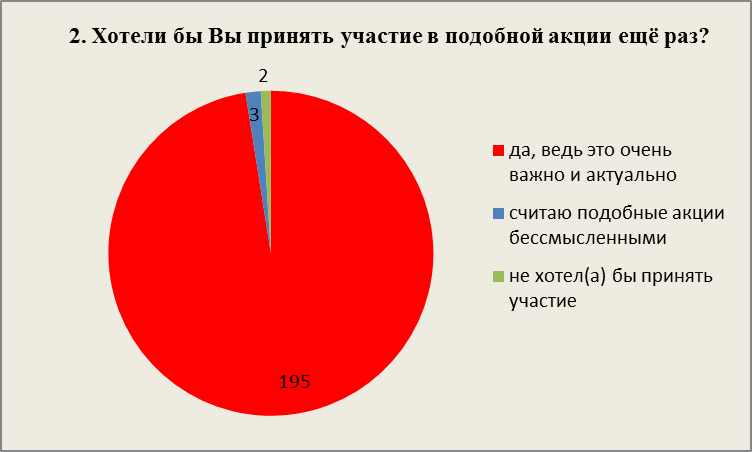 2. Хотели бы Вы принять участие в подобной акции ещё раз?
2
3
195
да, ведь это очень
важно и актуально
считаю подобные акции
бессмысленными
не хотел(а) бы принять
участие